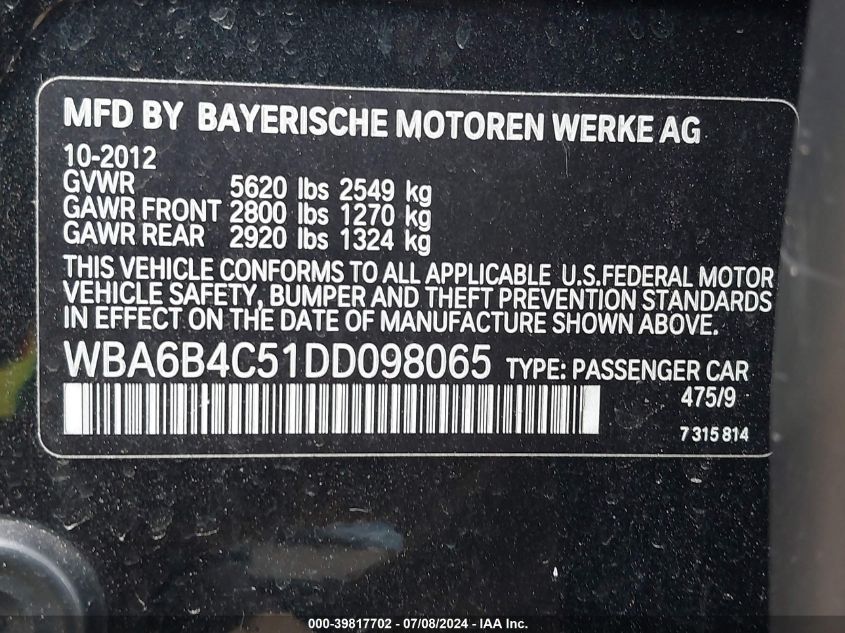 MFD BY BAYERISCHE MOTOREN WERKE AG
10-2012
GVWR 5620 lbs 2549 kg
GAWR FRONT 2800 lbs 1270 kg
GAWR REAR 2920 lbs 1324 kg
THIS VEHICLE CONFORMS TO ALL APPLICABLE U.S.FEDERAL MOTOR
VEHICLE SAFETY, BUMPER AND THEFT PREVENTION STANDARDS
IN EFFECT ON THE DATE OF MANUFACTURE SHOWN ABOVE.
WBA6B4C51DD098065 TYPE: PASSENGER CAR
475/9
7 315 814
000-39817702 - 07/08/2024 - IAA Inc.